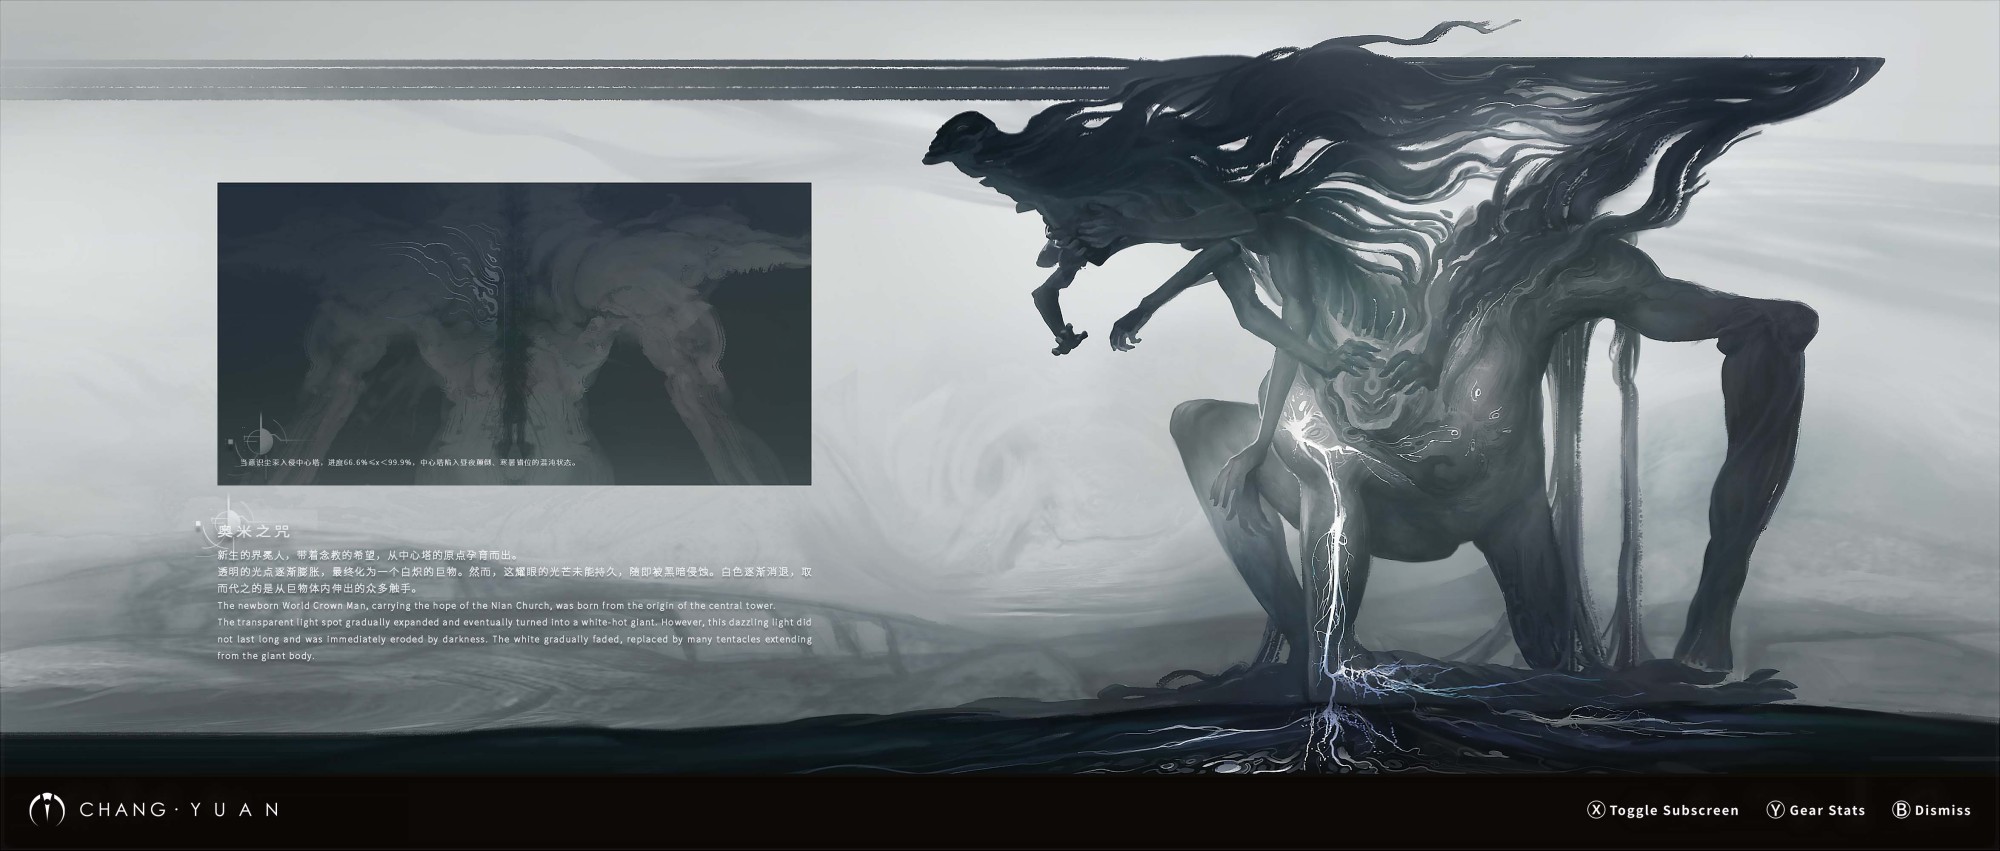 当意识尘未入侵中心塔，进度66.6%≤x＜99.9%，中心塔陷入昼夜颠倒、寒暑错位的混沌状态。
奥米之咒
新生的界冕人，带着念教的希望，从中心塔的原点孕育而出。
透明的光点逐渐膨胀，最终化为一个白炽的巨物。然而，这耀眼的光芒未能持久，随即被黑暗侵蚀。白色逐渐消退，取
而代之的是从巨物体内伸出的众多触手。
The newborn World Crown Man, carrying the hope of the Nian Church, was born from the origin of the central tower.
The transparent light spot gradually expanded and eventually turned into a white-hot giant. However, this dazzling light did
not last long and was immediately eroded by darkness. The white gradually faded, replaced by many tentacles extending
from the giant body.
CHANG·YUAN
X Toggle Subscreen Y Gear Stats B Dismiss